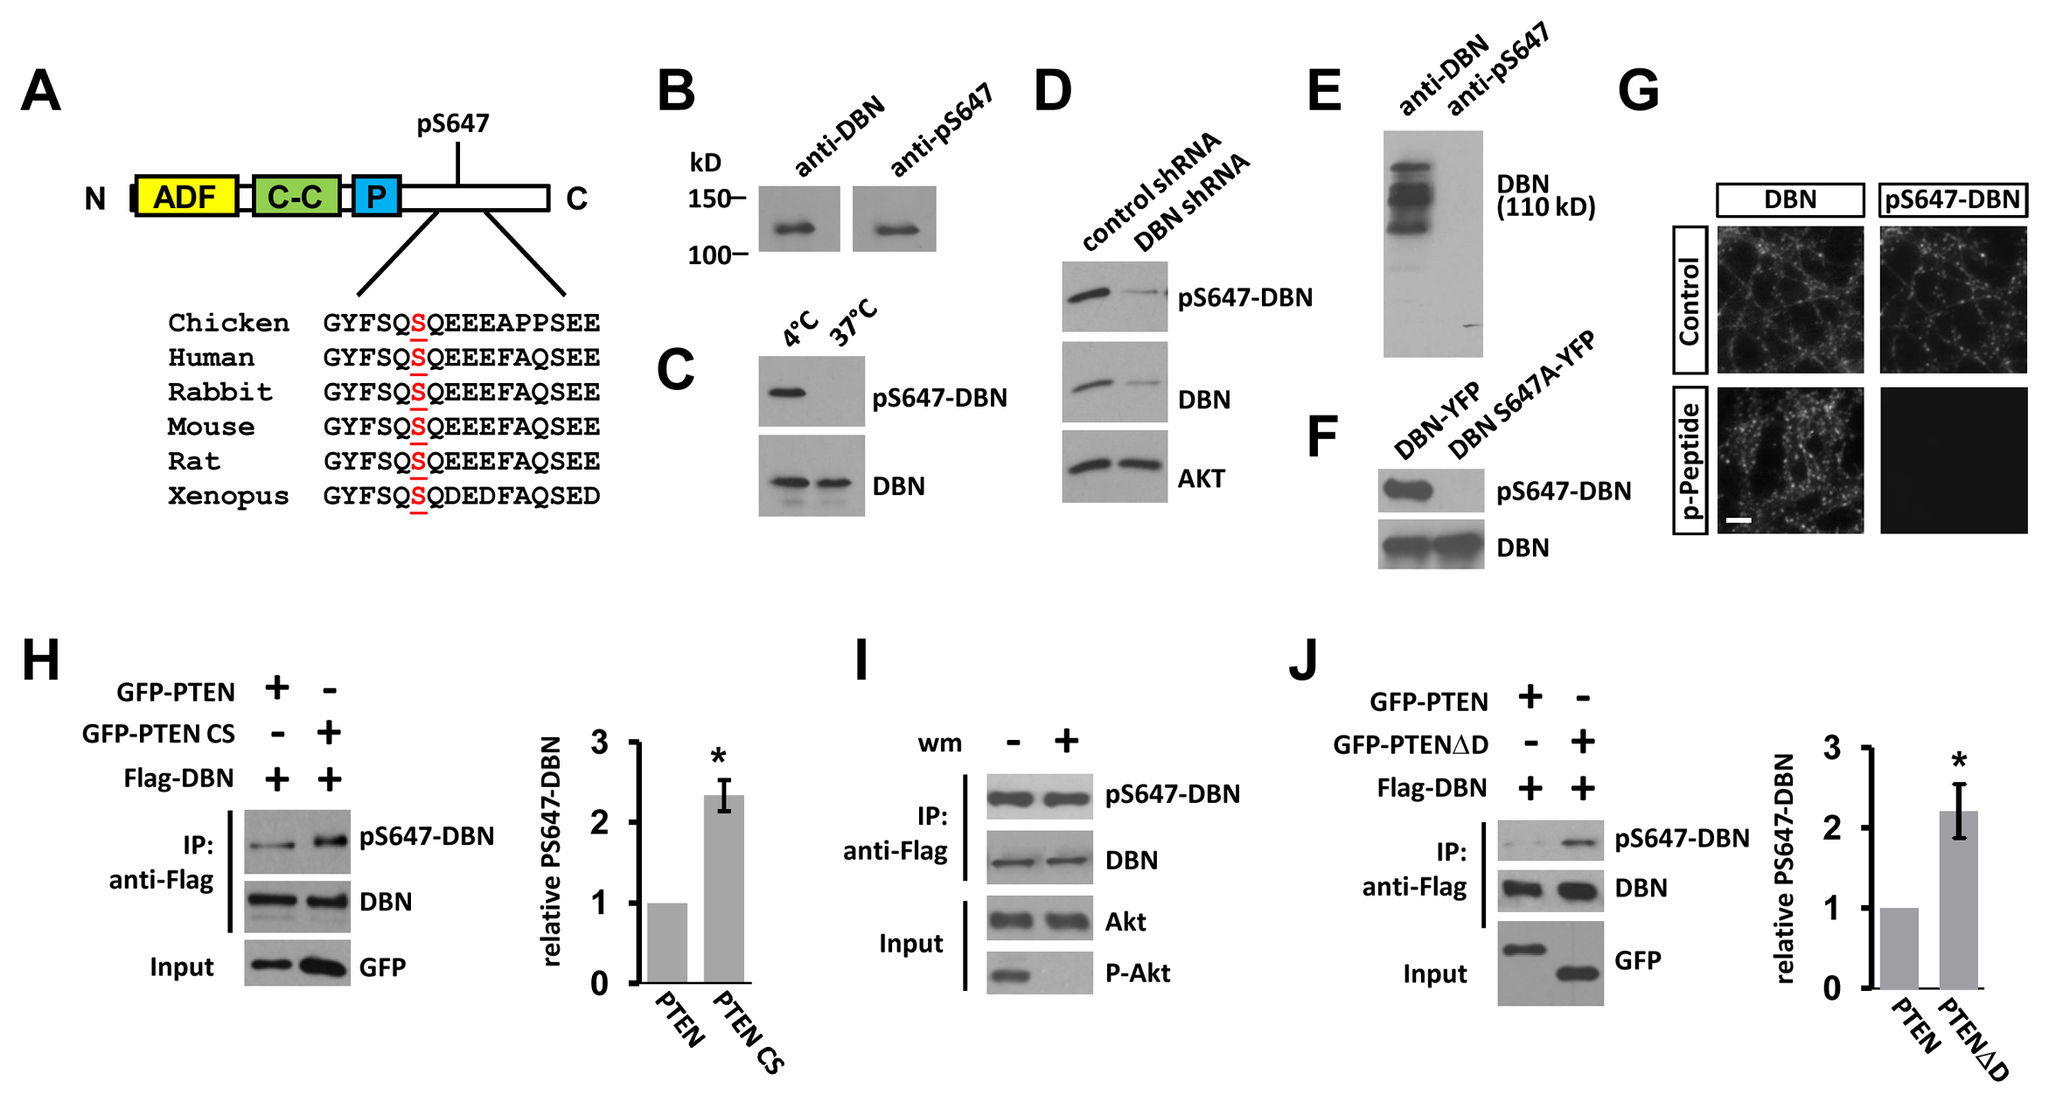 A
pS647
N
ADF
C-C
P
C
Chicken GYFSQSQEEEAPPSEE
Human GYFSQSQEEEFAQSEE
Rabbit GYFSQSQEEEFAQSEE
Mouse GYFSQSQEEEFAQSEE
Rat GYFSQSQEEEFAQSEE
Xenopus GYFSQSQDEDFAQSED
B
anti-DBN
anti-pS647
kD
150
100
C
4°C
37°C
pS647-DBN
DBN
D
control shRNA
DBN shRNA
pS647-DBN
DBN
AKT
E
anti-DBN
anti-pS647
DBN
(110 kD)
F
DBN-YFP
DBN S647A-YFP
pS647-DBN
DBN
G
DBN
pS647-DBN
Control
p-Peptide
H
GFP-PTEN + -
GFP-PTEN CS - +
Flag-DBN + +
IP:
anti-Flag
pS647-DBN
DBN
Input
GFP
relative PS647-DBN
3
2
1
0
*
PTEN
PTEN CS
I
wm - +
IP:
anti-Flag
pS647-DBN
DBN
Input
Akt
P-Akt
J
GFP-PTEN + -
GFP-PTEN∆D - +
Flag-DBN + +
IP:
anti-Flag
pS647-DBN
DBN
Input
GFP
relative PS647-DBN
3
2
1
0
*
PTEN
PTEN∆D